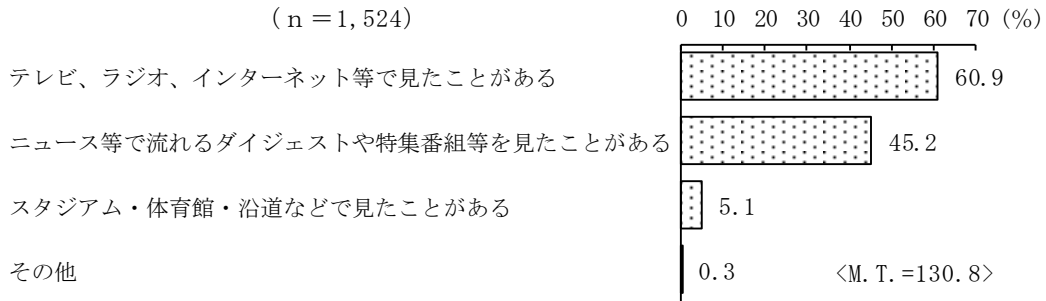 (n=1,524)
0 10 20 30 40 50 60 70 (%)
テレビ、ラジオ、インターネット等で見たことがある 60.9
ニュース等で流れるダイジェストや特集番組等を見たことがある 45.2
スタジアム・体育館・沿道などで見たことがある 5.1
その他 0.3 <M.T.=130.8>